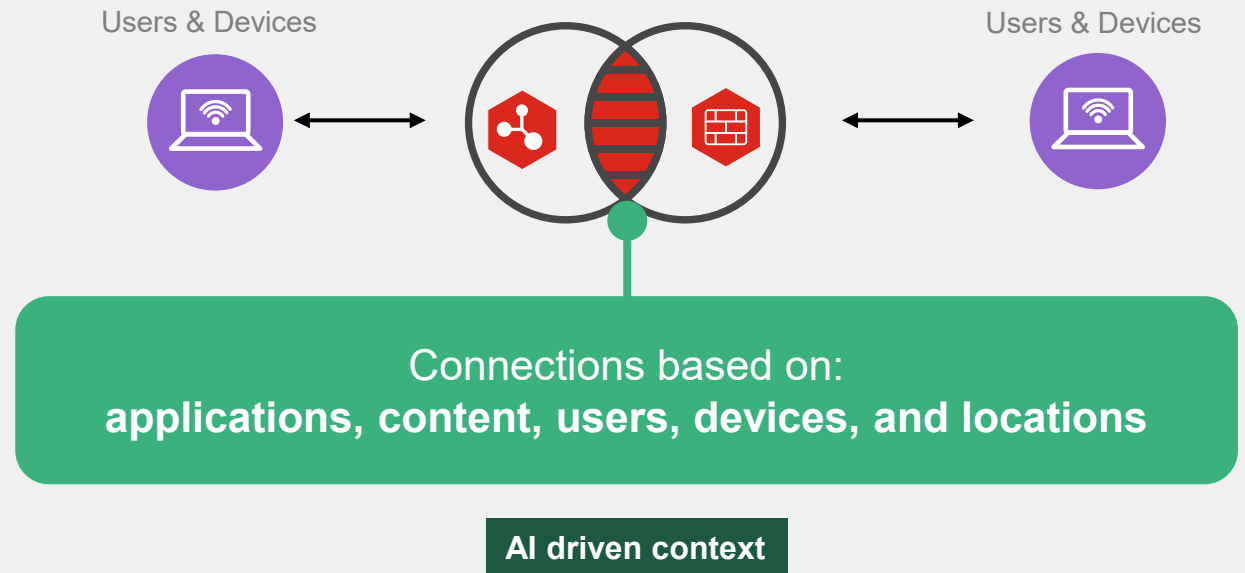 Users & Devices
Users & Devices
Connections based on:
applications, content, users, devices, and locations
AI driven context